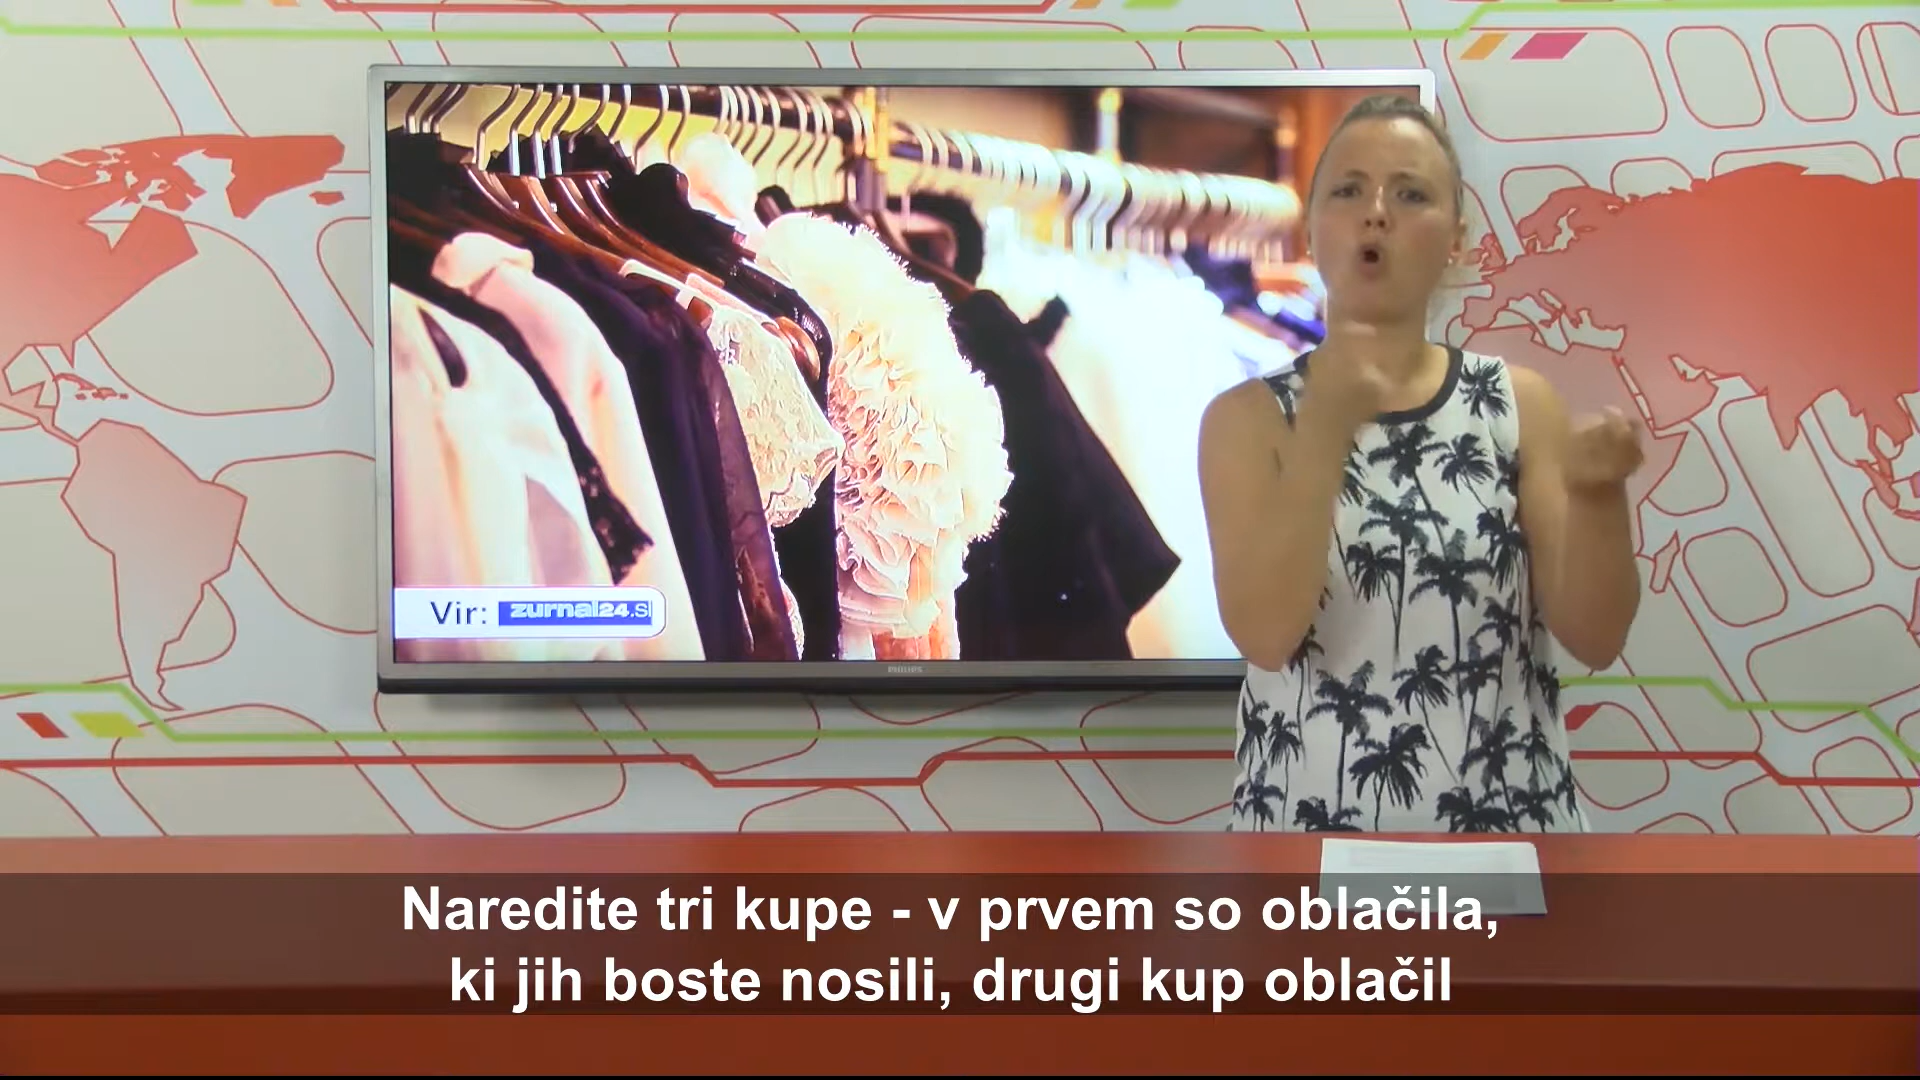 Vir: zurnal24.si
PHILIPS
Naredite tri kupe - v prvem so oblačila,
ki jih boste nosili, drugi kup oblačil